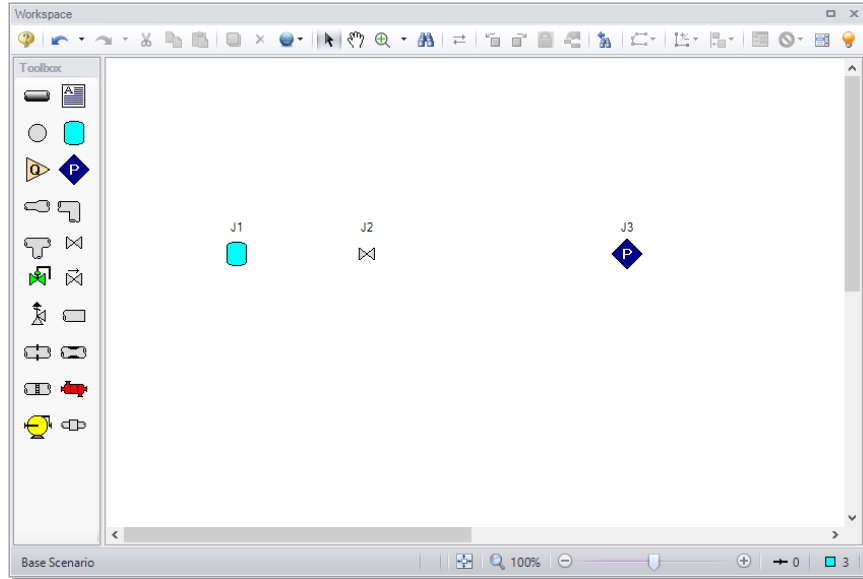 Workspace
Toolbox
A
Q
P
J1
J2
J3
P
Base Scenario
100%
0
3